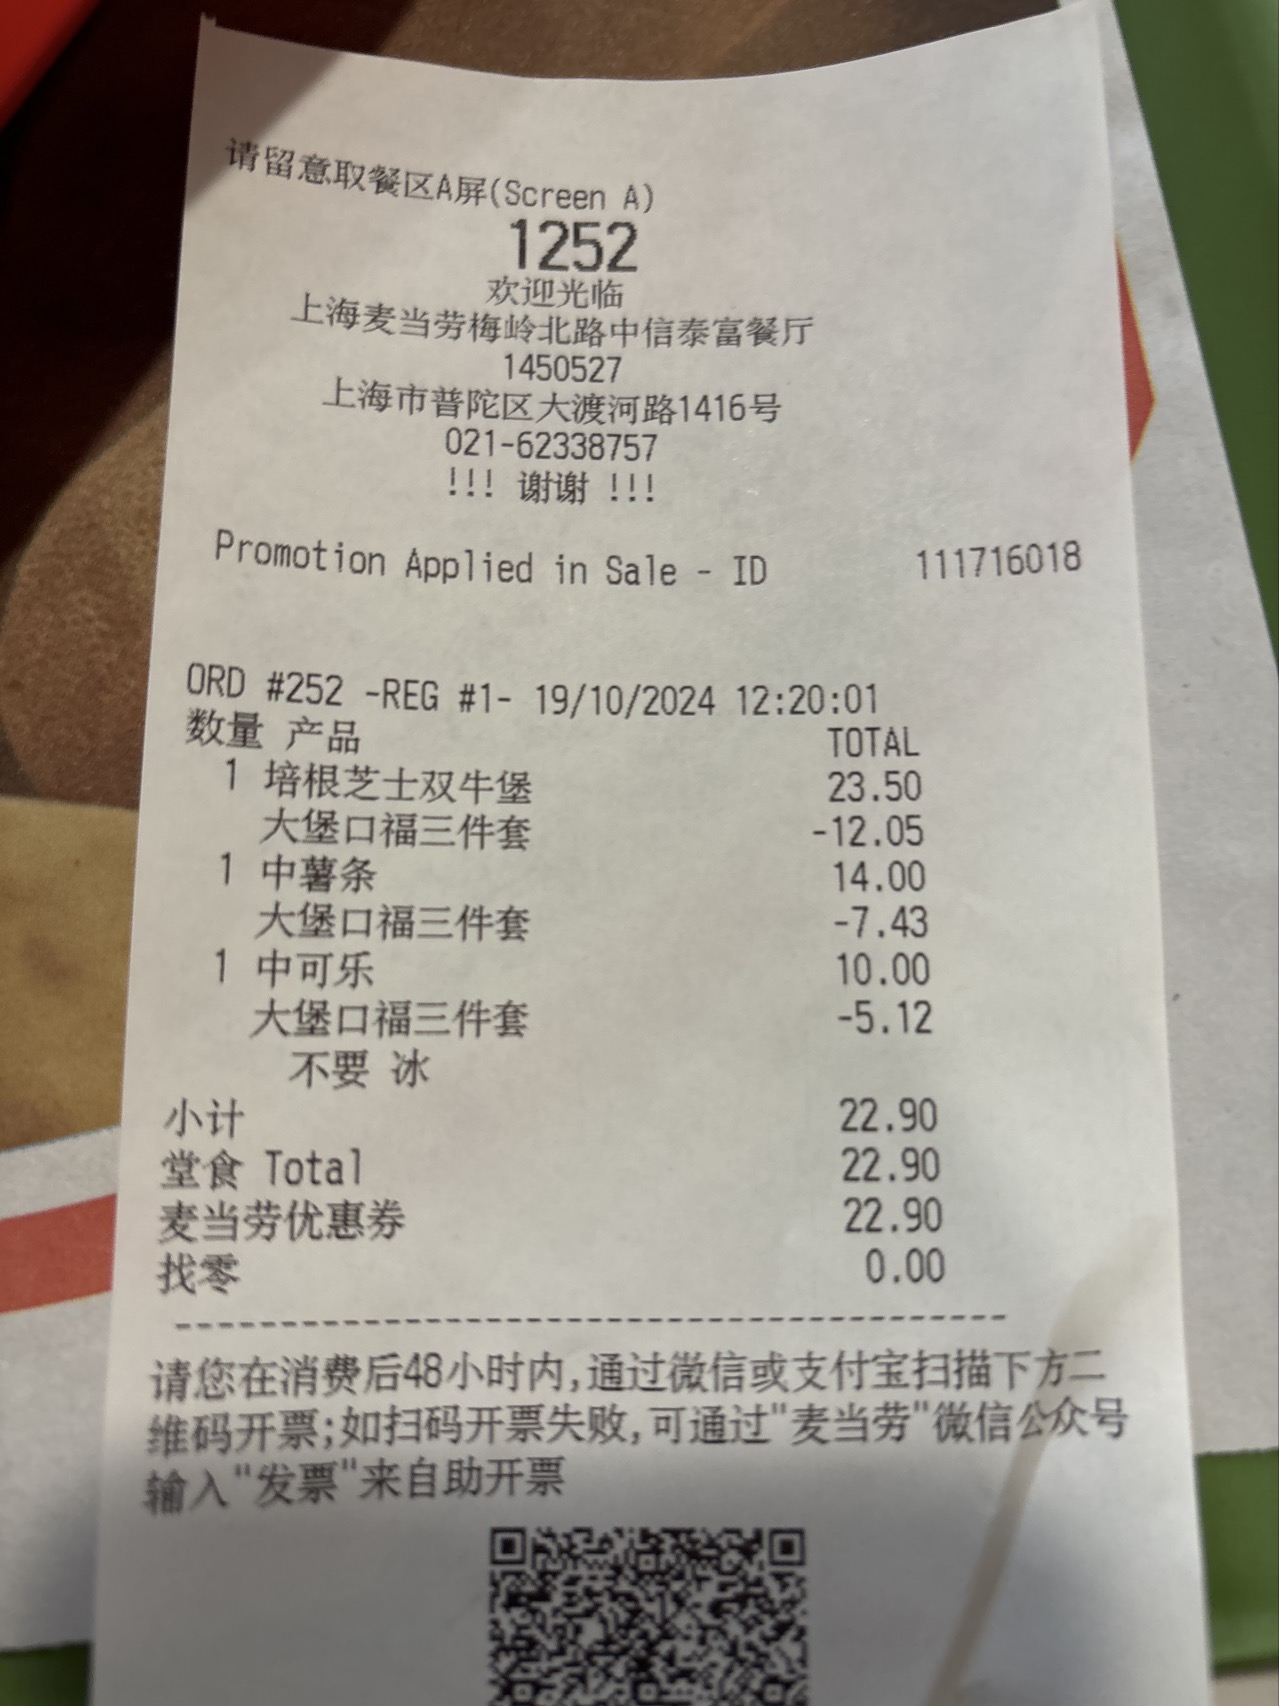 请留意取餐区A屏(Screen A)
1252
欢迎光临
上海麦当劳梅岭北路中信泰富餐厅
1450527
上海市普陀区大渡河路1416号
021-62338757
!!! 谢谢 !!!
Promotion Applied in Sale - ID 111716018
ORD #252 -REG #1- 19/10/2024 12:20:01
数量 产品 TOTAL
1 培根芝士双牛堡 23.50
大堡口福三件套 -12.05
1 中薯条 14.00
大堡口福三件套 -7.43
1 中可乐 10.00
大堡口福三件套 -5.12
不要 冰
小计 22.90
堂食 Total 22.90
麦当劳优惠券 22.90
找零 0.00
请您在消费后48小时内,通过微信或支付宝扫描下方二
维码开票;如扫码开票失败,可通过"麦当劳"微信公众号
输入"发票"来自助开票